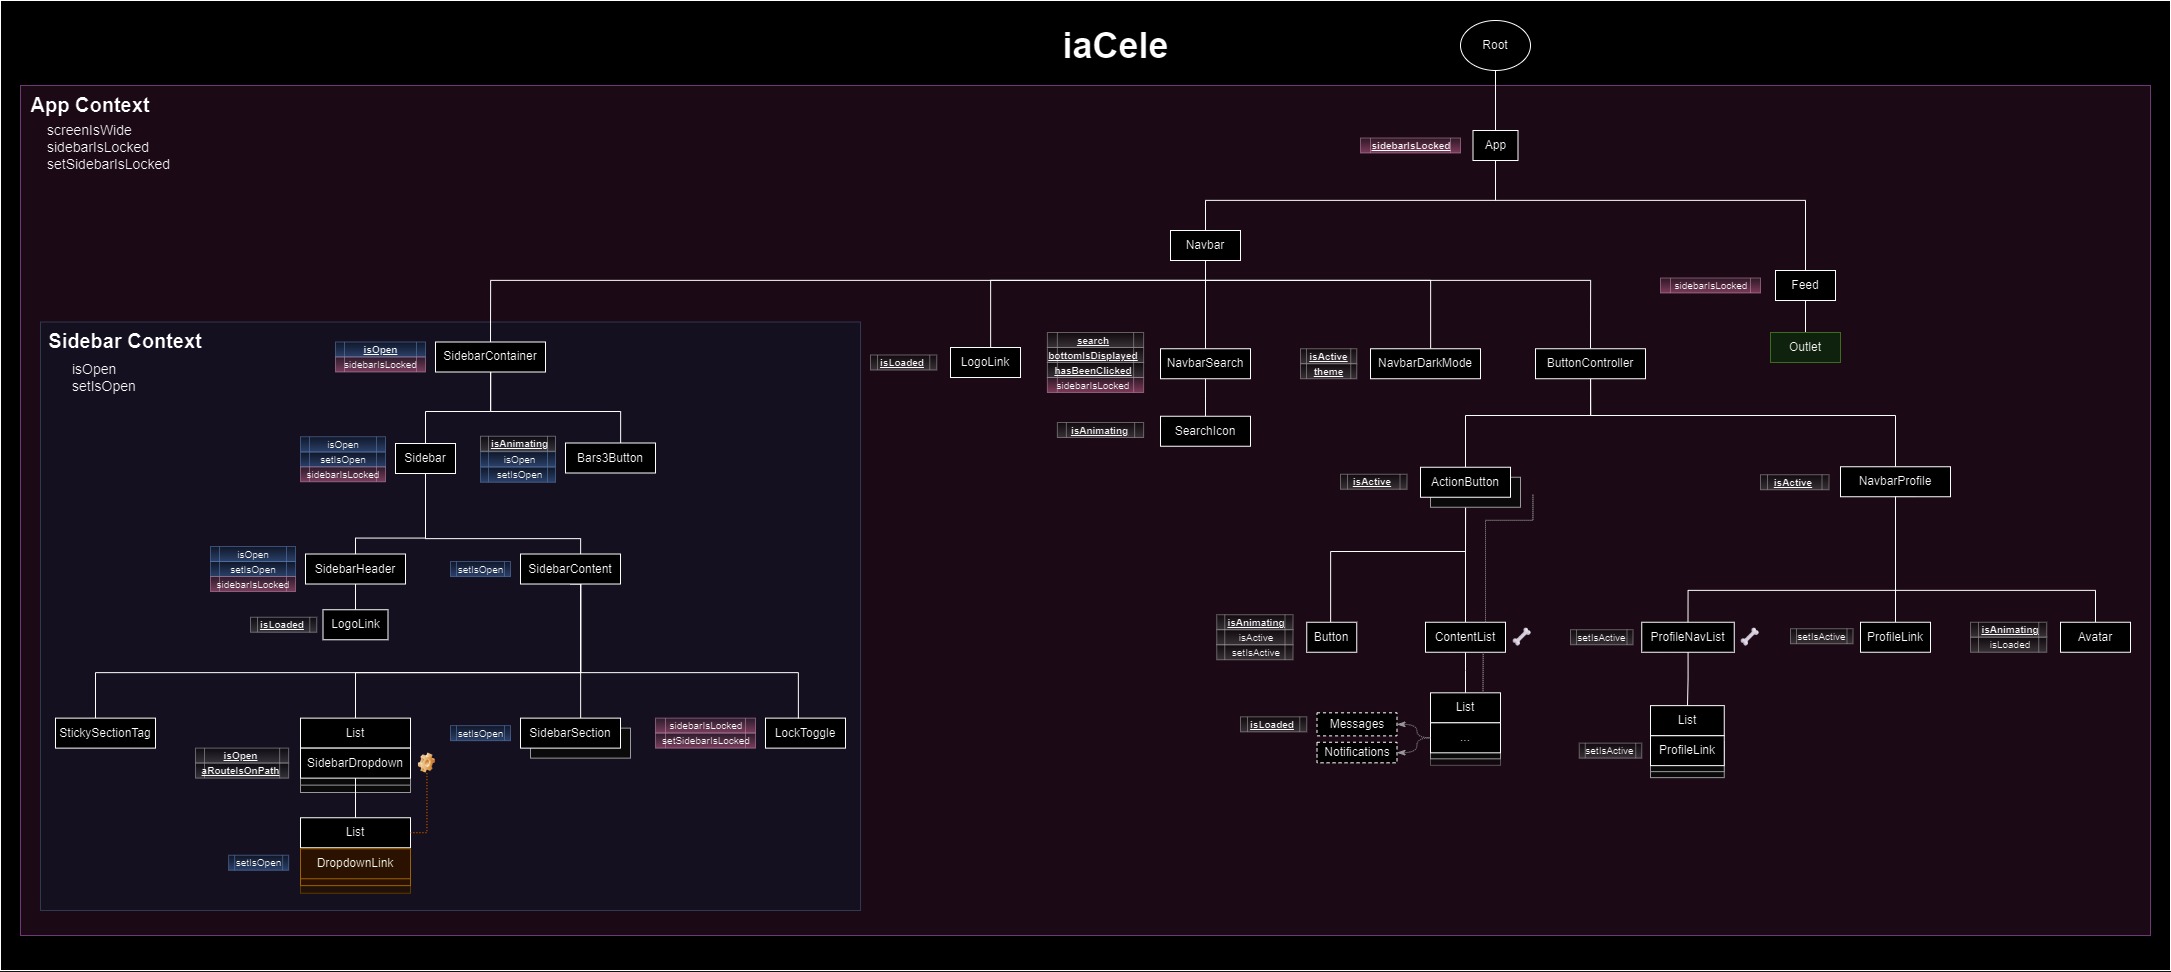 iaCele
Root
App Context
screenIsWide
sidebarIsLocked
setSidebarIsLocked
sidebarIsLocked
App
Navbar
sidebarIsLocked
Feed
Outlet
Sidebar Context
isOpen
setIsOpen
isOpen
sidebarIsLocked
SidebarContainer
isLoaded
LogoLink
search
bottomIsDisplayed
hasBeenClicked
sidebarIsLocked
NavbarSearch
isActive
theme
NavbarDarkMode
ButtonController
isAnimating
SearchIcon
isOpen
setIsOpen
sidebarIsLocked
Sidebar
isAnimating
isOpen
setIsOpen
Bars3Button
isActive
ActionButton
isActive
NavbarProfile
isOpen
setIsOpen
sidebarIsLocked
SidebarHeader
setIsOpen
SidebarContent
isLoaded
LogoLink
isAnimating
isActive
setIsActive
Button
ContentList
setIsActive
ProfileNavList
setIsActive
ProfileLink
isAnimating
isLoaded
Avatar
StickySectionTag
List
isOpen
aRouteIsOnPath
SidebarDropdown
setIsOpen
SidebarSection
sidebarIsLocked
setSidebarIsLocked
LockToggle
isLoaded
Messages
Notifications
List
...
List
setIsActive
ProfileLink
List
setIsOpen
DropdownLink